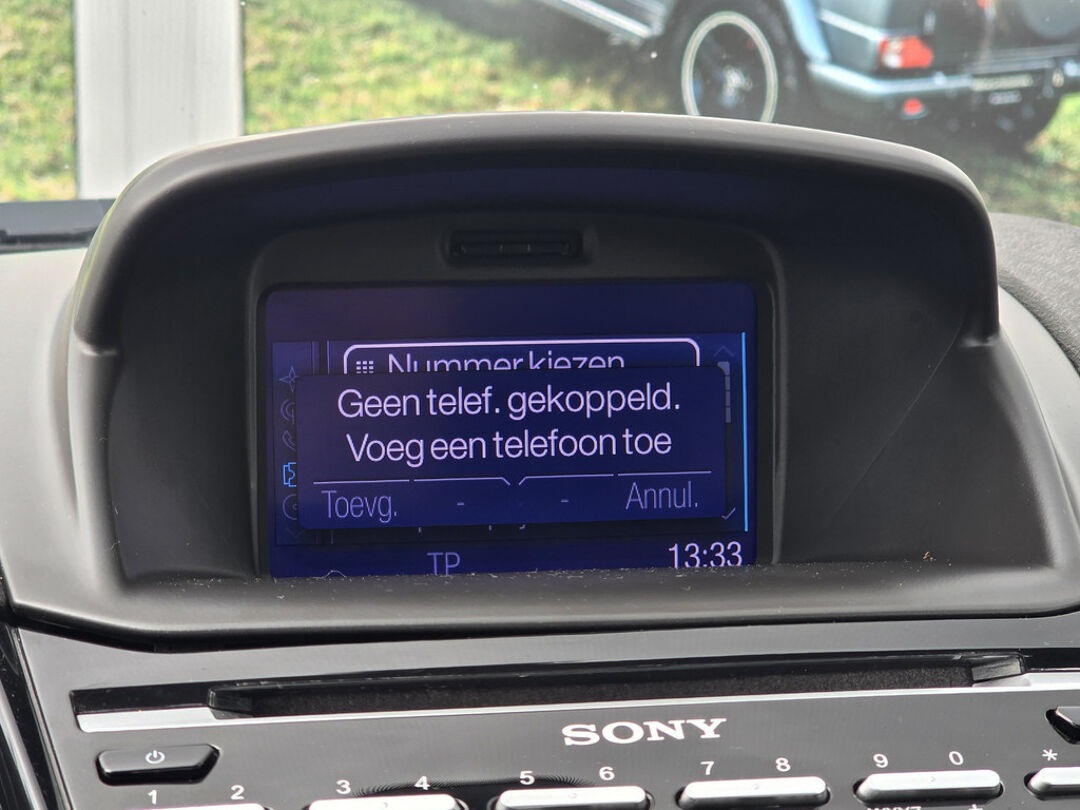 Nummer kiezen
Geen telef. gekoppeld.
Voeg een telefoon toe
Toevg. - - Annul.
TP 13:33
SONY
1 2 3 4 5 6 7 8 9 0 *